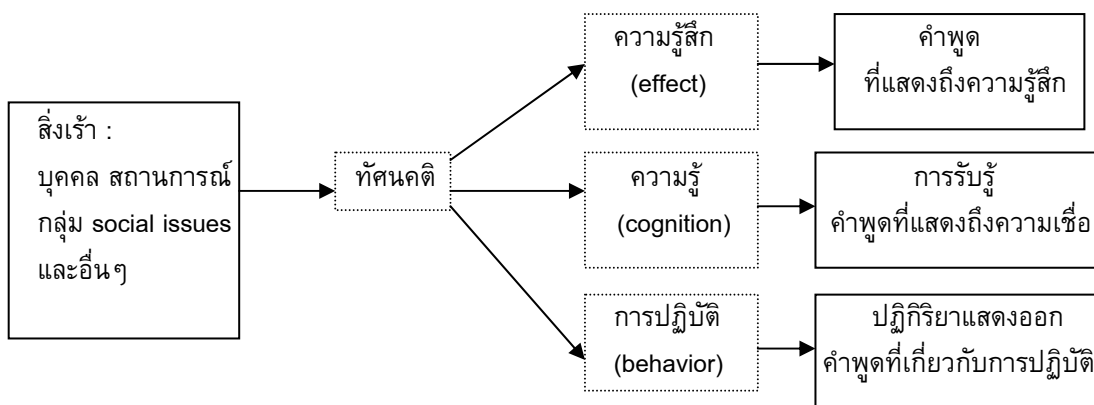 สิ่งเร้า :
บุคคล สถานการณ์
กลุ่ม social issues
และอื่นๆ
ทัศนคติ
ความรู้สึก
(effect)
คำพูด
ที่แสดงถึงความรู้สึก
ความรู้
(cognition)
การรับรู้
คำพูดที่แสดงถึงความเชื่อ
การปฏิบัติ
(behavior)
ปฏิกิริยาแสดงออก
คำพูดที่เกี่ยวกับการปฏิบัติ